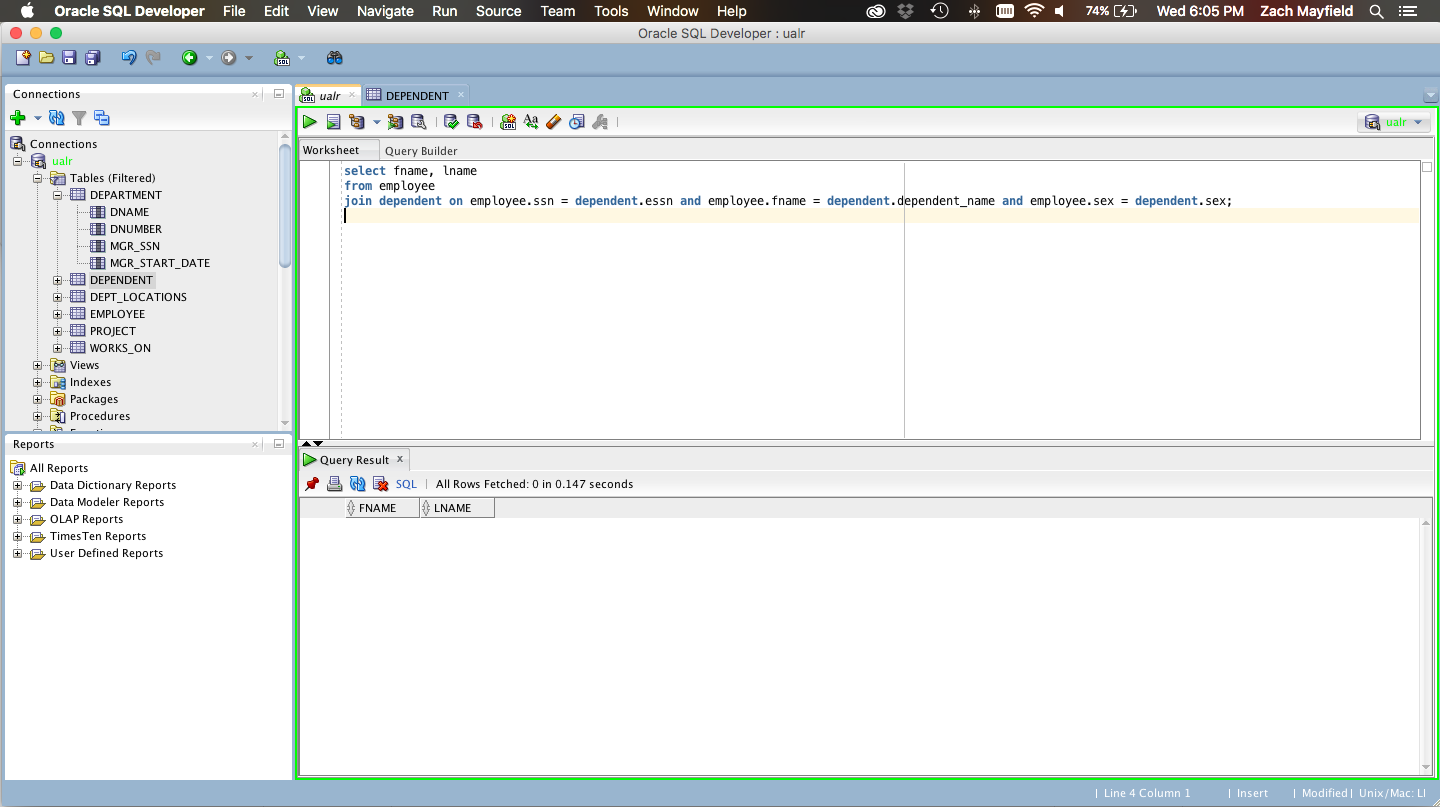 Oracle SQL Developer File Edit View Navigate Run Source Team Tools Window Help 74% Wed 6:05 PM Zach Mayfield
Oracle SQL Developer : ualr
Connections
Connections
ualr
Tables (Filtered)
DEPARTMENT
DNAME
DNUMBER
MGR_SSN
MGR_START_DATE
DEPENDENT
DEPT_LOCATIONS
EMPLOYEE
PROJECT
WORKS_ON
Views
Indexes
Packages
Procedures
Reports
All Reports
Data Dictionary Reports
Data Modeler Reports
OLAP Reports
TimesTen Reports
User Defined Reports
ualr DEPENDENT
ualr
Worksheet Query Builder
select fname, lname
from employee
join dependent on employee.ssn = dependent.essn and employee.fname = dependent.dependent_name and employee.sex = dependent.sex;
Query Result x
SQL | All Rows Fetched: 0 in 0.147 seconds
FNAME LNAME
| Line 4 Column 1 | Insert | Modified | Unix/Mac: LI